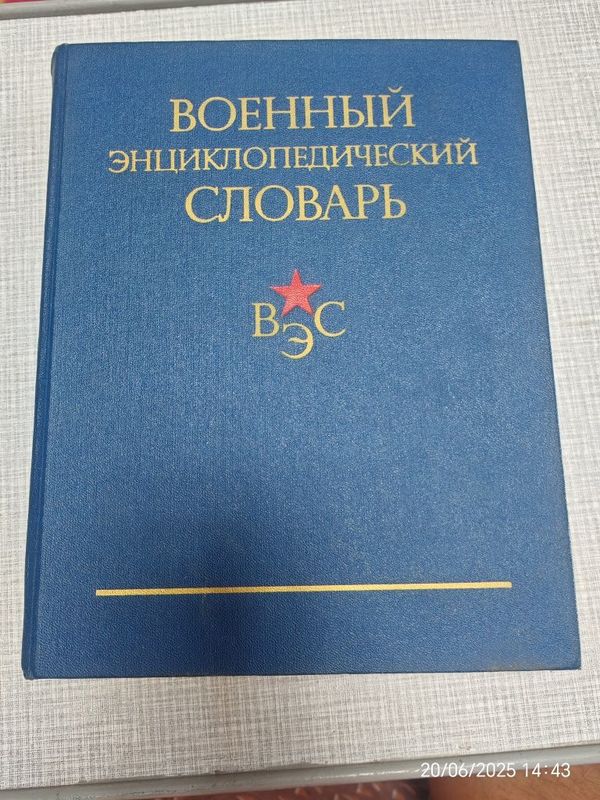 ВОЕННЫЙ
ЭНЦИКЛОПЕДИЧЕСКИЙ
СЛОВАРЬ
ВЭС
20/06/2025 14:43